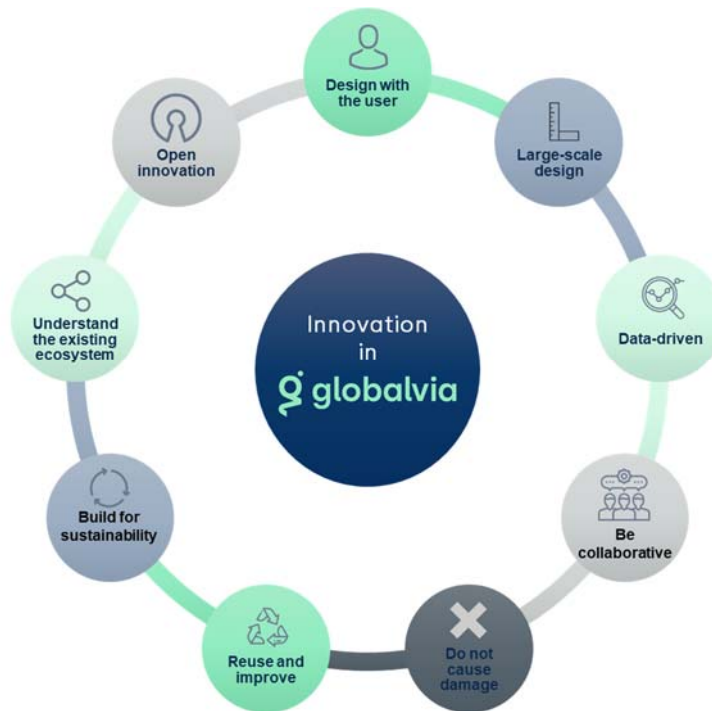 Design with
the user
Large-scale
design
Data-driven
Be
collaborative
Do not
cause
damage
Reuse and
improve
Build for
sustainability
Understand
the existing
ecosystem
Open
innovation
Innovation
in
globalvia